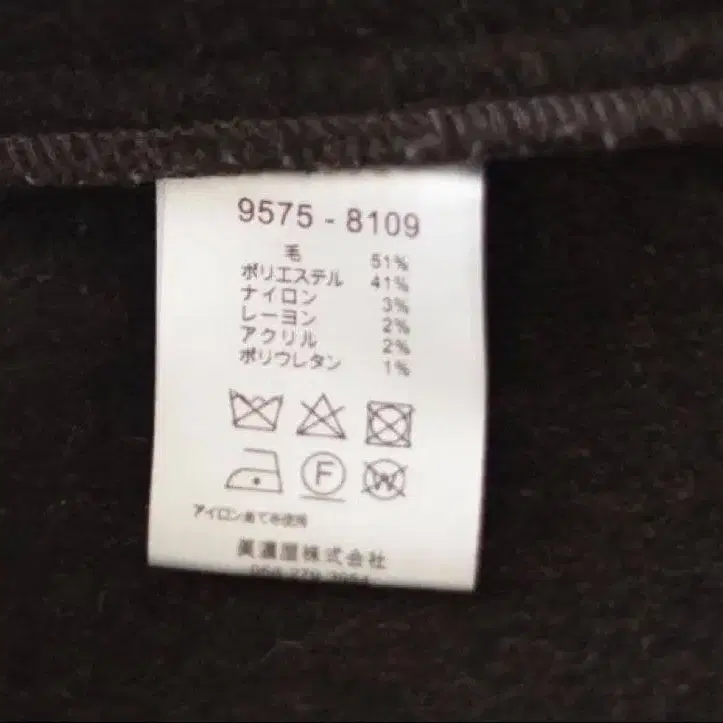 9575 - 8109
毛 51%
ポリエステル 41%
ナイロン 3%
レーヨン 2%
アクリル 2%
ポリウレタン 1%
F W
アイロン当て布使用
美濃屋株式会社